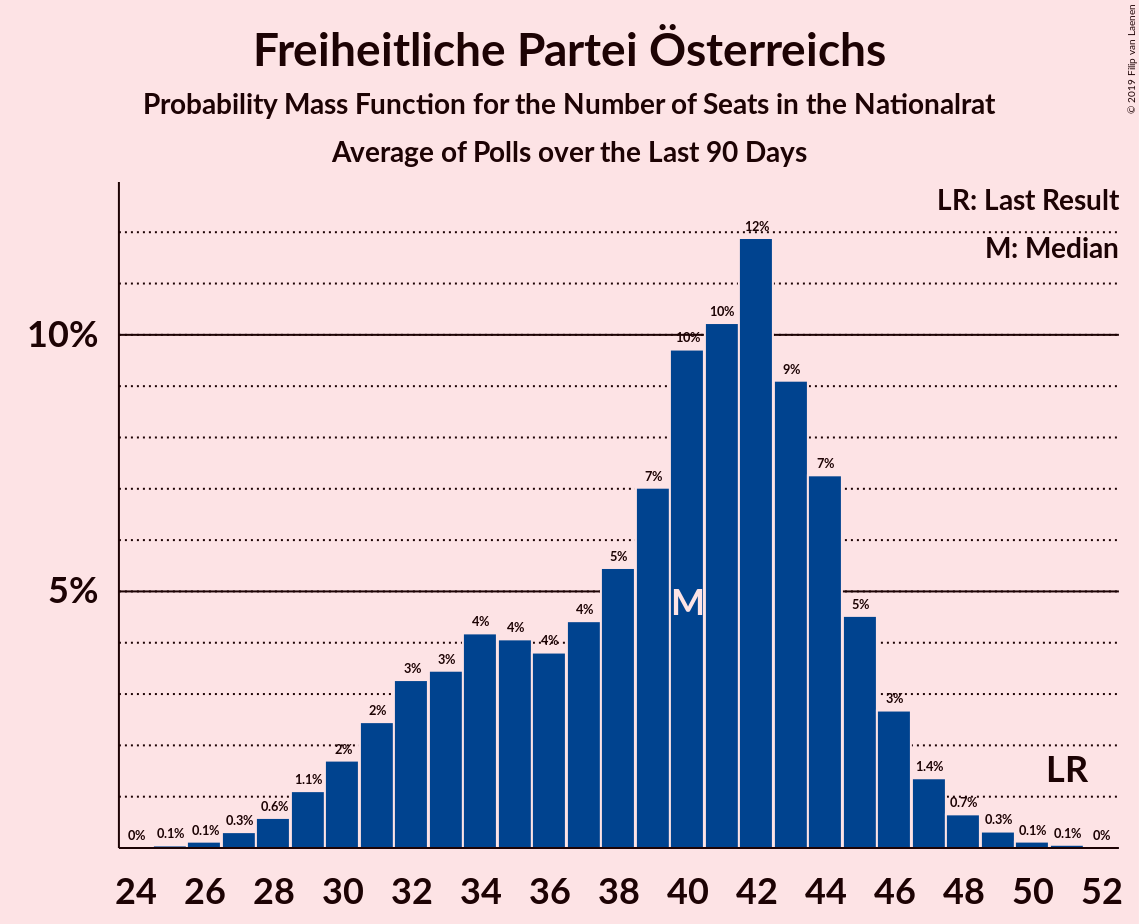 Freiheitliche Partei Österreichs
Probability Mass Function for the Number of Seats in the Nationalrat
Average of Polls over the Last 90 Days
© 2019 Filip van Laenen
LR: Last Result
M: Median
10%
5%
0% 0.1% 0.1% 0.3% 0.6% 1.1% 2% 2% 3% 3% 4% 4% 4% 4% 5% 7% 10% 10% 12% 9% 7% 5% 3% 1.4% 0.7% 0.3% 0.1% 0.1% 0%
M
LR
24 26 28 30 32 34 36 38 40 42 44 46 48 50 52